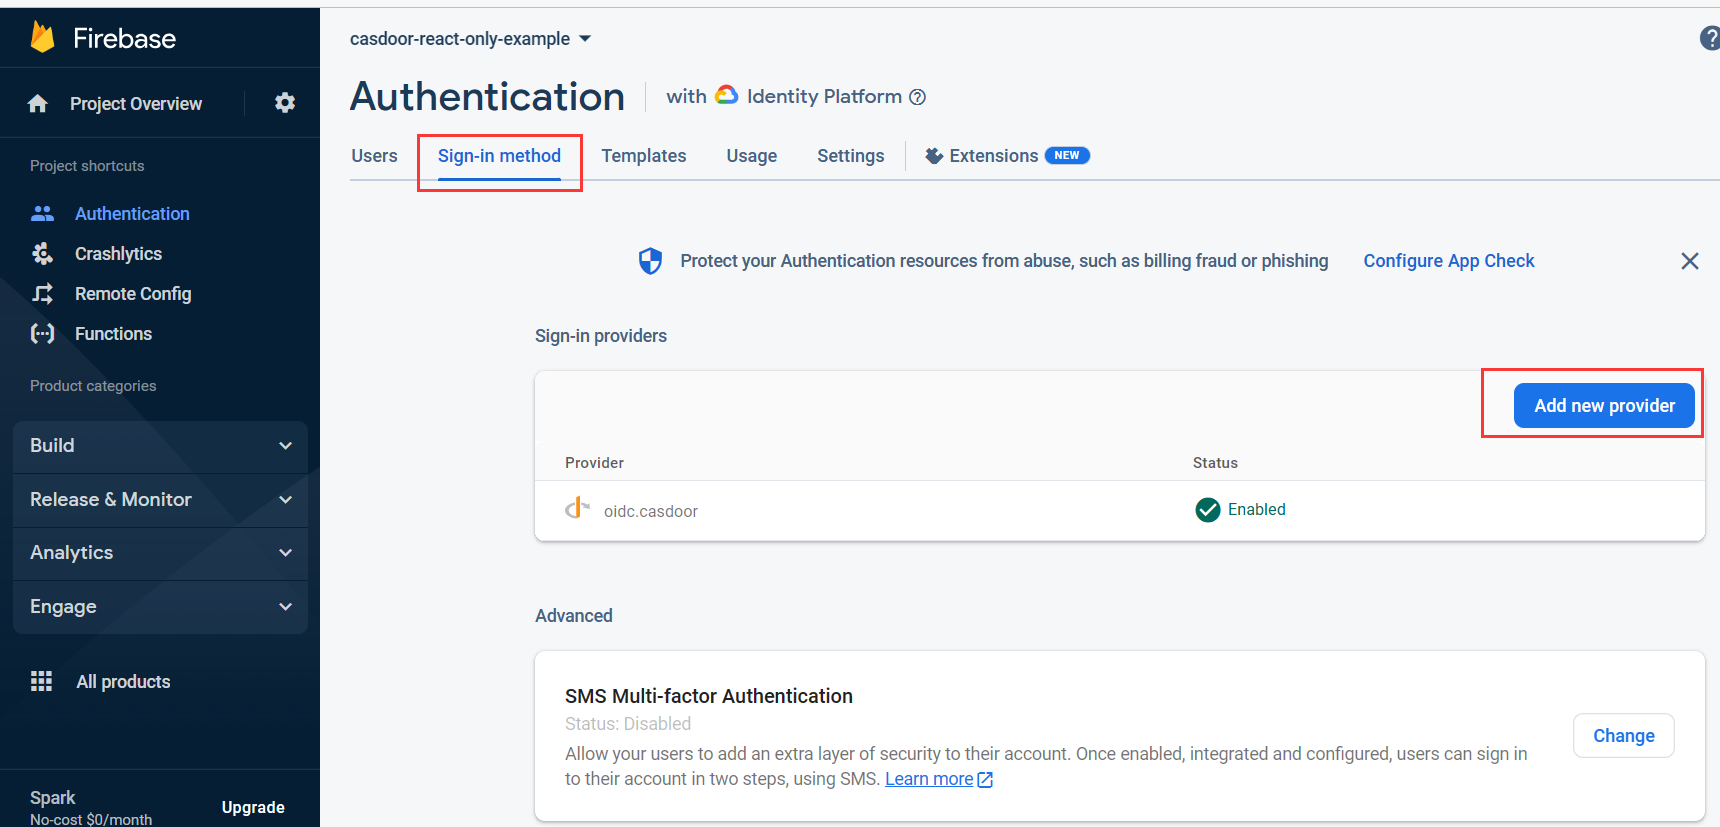 Firebase
Project Overview
Project shortcuts
Authentication
Crashlytics
Remote Config
Functions
Product categories
Build
Release & Monitor
Analytics
Engage
All products
Spark
No-cost $0/month
Upgrade
casdoor-react-only-example
Authentication
with Identity Platform
Users
Sign-in method
Templates
Usage
Settings
Extensions
NEW
Protect your Authentication resources from abuse, such as billing fraud or phishing
Configure App Check
Sign-in providers
Add new provider
Provider
Status
oidc.casdoor
Enabled
Advanced
SMS Multi-factor Authentication
Status: Disabled
Allow your users to add an extra layer of security to their account. Once enabled, integrated and configured, users can sign in
to their account in two steps, using SMS. Learn more
Change